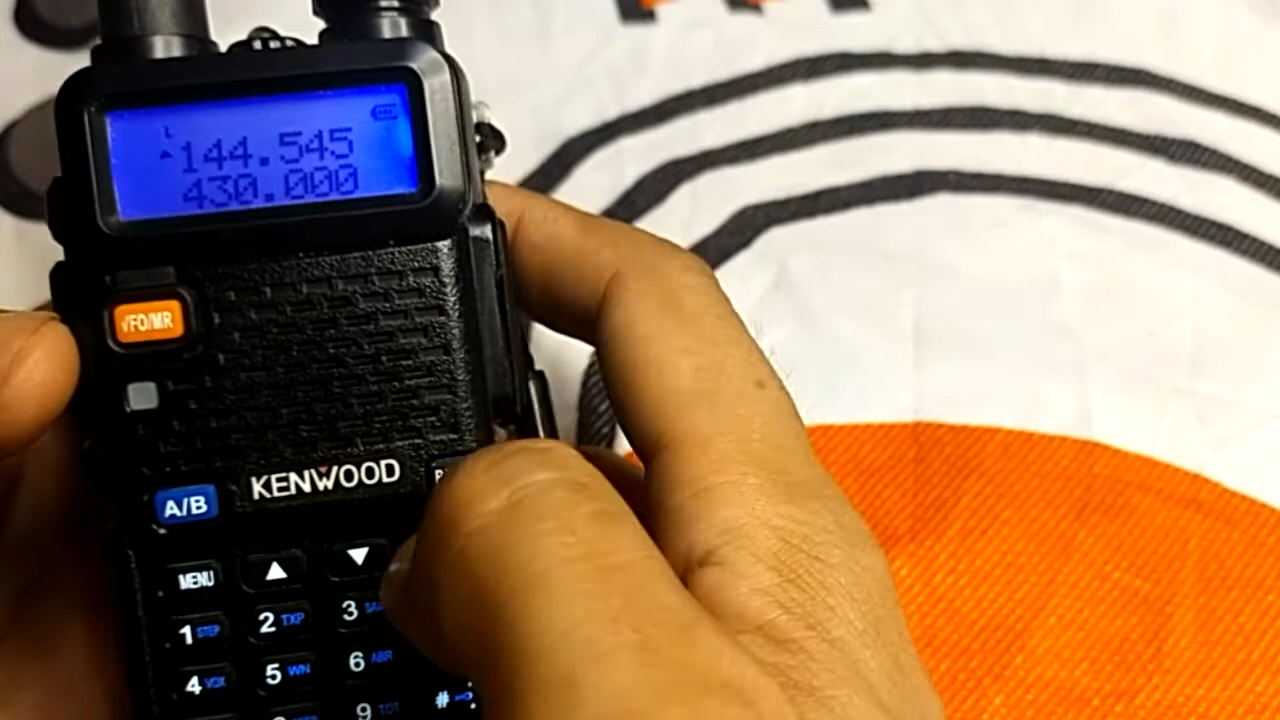 L
144.545
430.000
VFO/MR
KENWOOD
A/B
MENU
1 STEP
2 TXP
3
4 VOX
5 WN
6 ABR
9 TOT
#